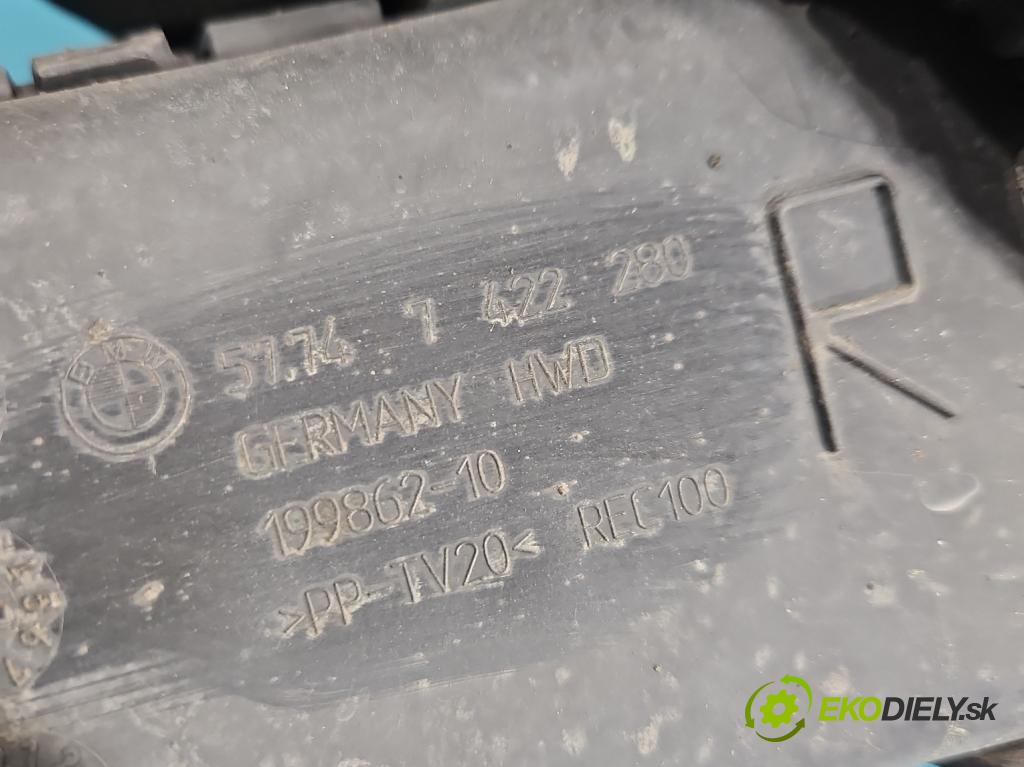 BMW
51.74 7 422 280
GERMANY HWD
199862-10
>PP-TV20< REC100
R
EKODIELY.sk